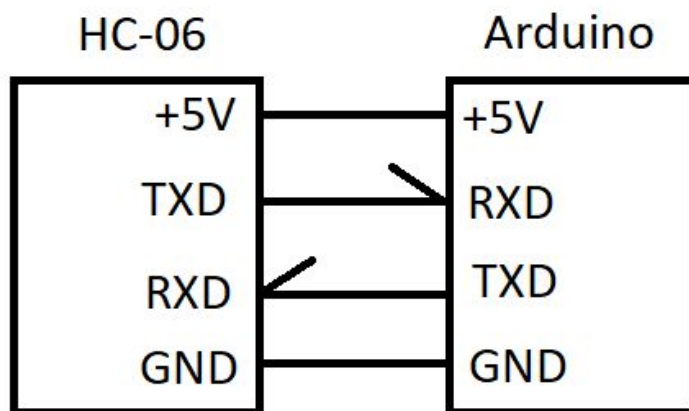 HC-06 Arduino
+5V +5V
TXD RXD
RXD TXD
GND GND